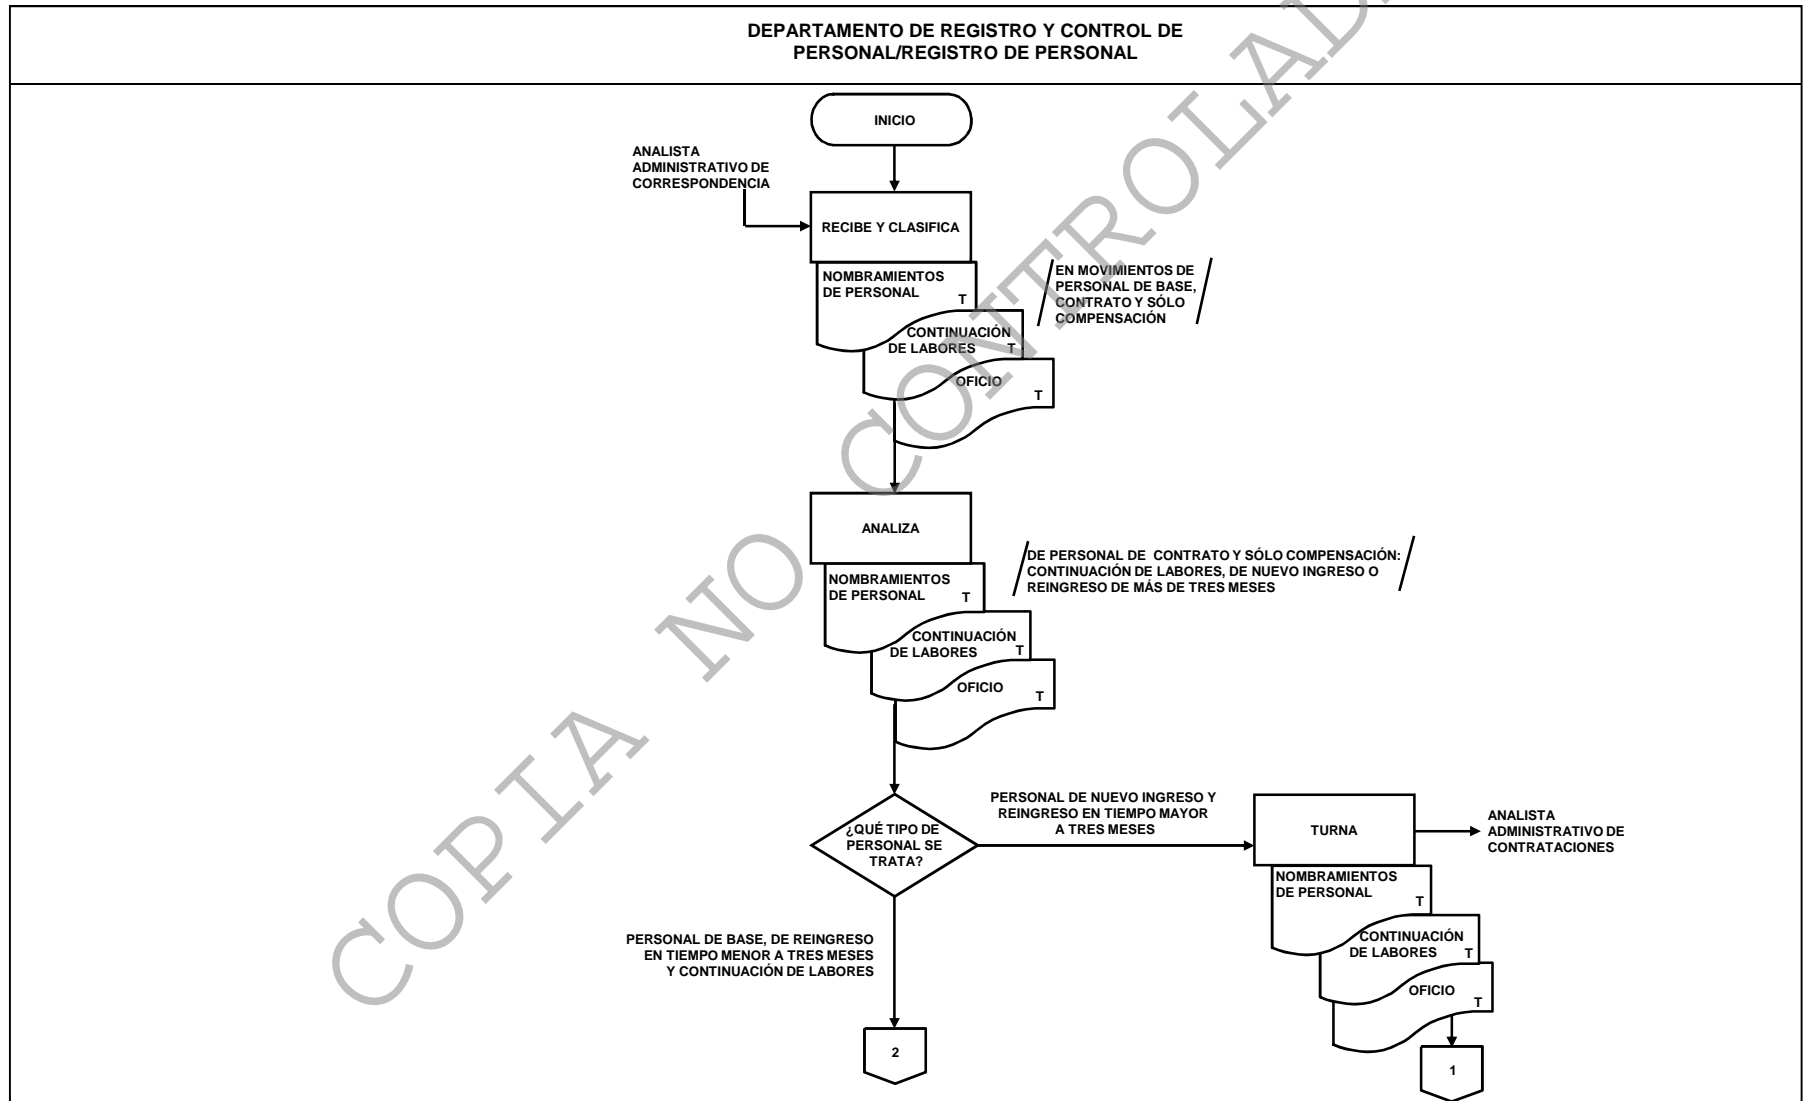 DEPARTAMENTO DE REGISTRO Y CONTROL DE
PERSONAL/REGISTRO DE PERSONAL
INICIO
ANALISTA
ADMINISTRATIVO DE
CORRESPONDENCIA
RECIBE Y CLASIFICA
NOMBRAMIENTOS
DE PERSONAL
T
EN MOVIMIENTOS DE
PERSONAL DE BASE,
CONTRATO Y SÓLO
COMPENSACIÓN
CONTINUACIÓN
DE LABORES T
OFICIO
T
ANALIZA
DE PERSONAL DE CONTRATO Y SÓLO COMPENSACIÓN:
CONTINUACIÓN DE LABORES, DE NUEVO INGRESO O
REINGRESO DE MÁS DE TRES MESES
NOMBRAMIENTOS
DE PERSONAL T
CONTINUACIÓN
DE LABORES T
OFICIO
T
¿QUÉ TIPO DE
PERSONAL SE
TRATA?
PERSONAL DE NUEVO INGRESO Y
REINGRESO EN TIEMPO MAYOR
A TRES MESES
TURNA
ANALISTA
ADMINISTRATIVO DE
CONTRATACIONES
NOMBRAMIENTOS
DE PERSONAL
T
CONTINUACIÓN
DE LABORES T
OFICIO
T
1
PERSONAL DE BASE, DE REINGRESO
EN TIEMPO MENOR A TRES MESES
Y CONTINUACIÓN DE LABORES
2
COPIA NO CONTROLAD